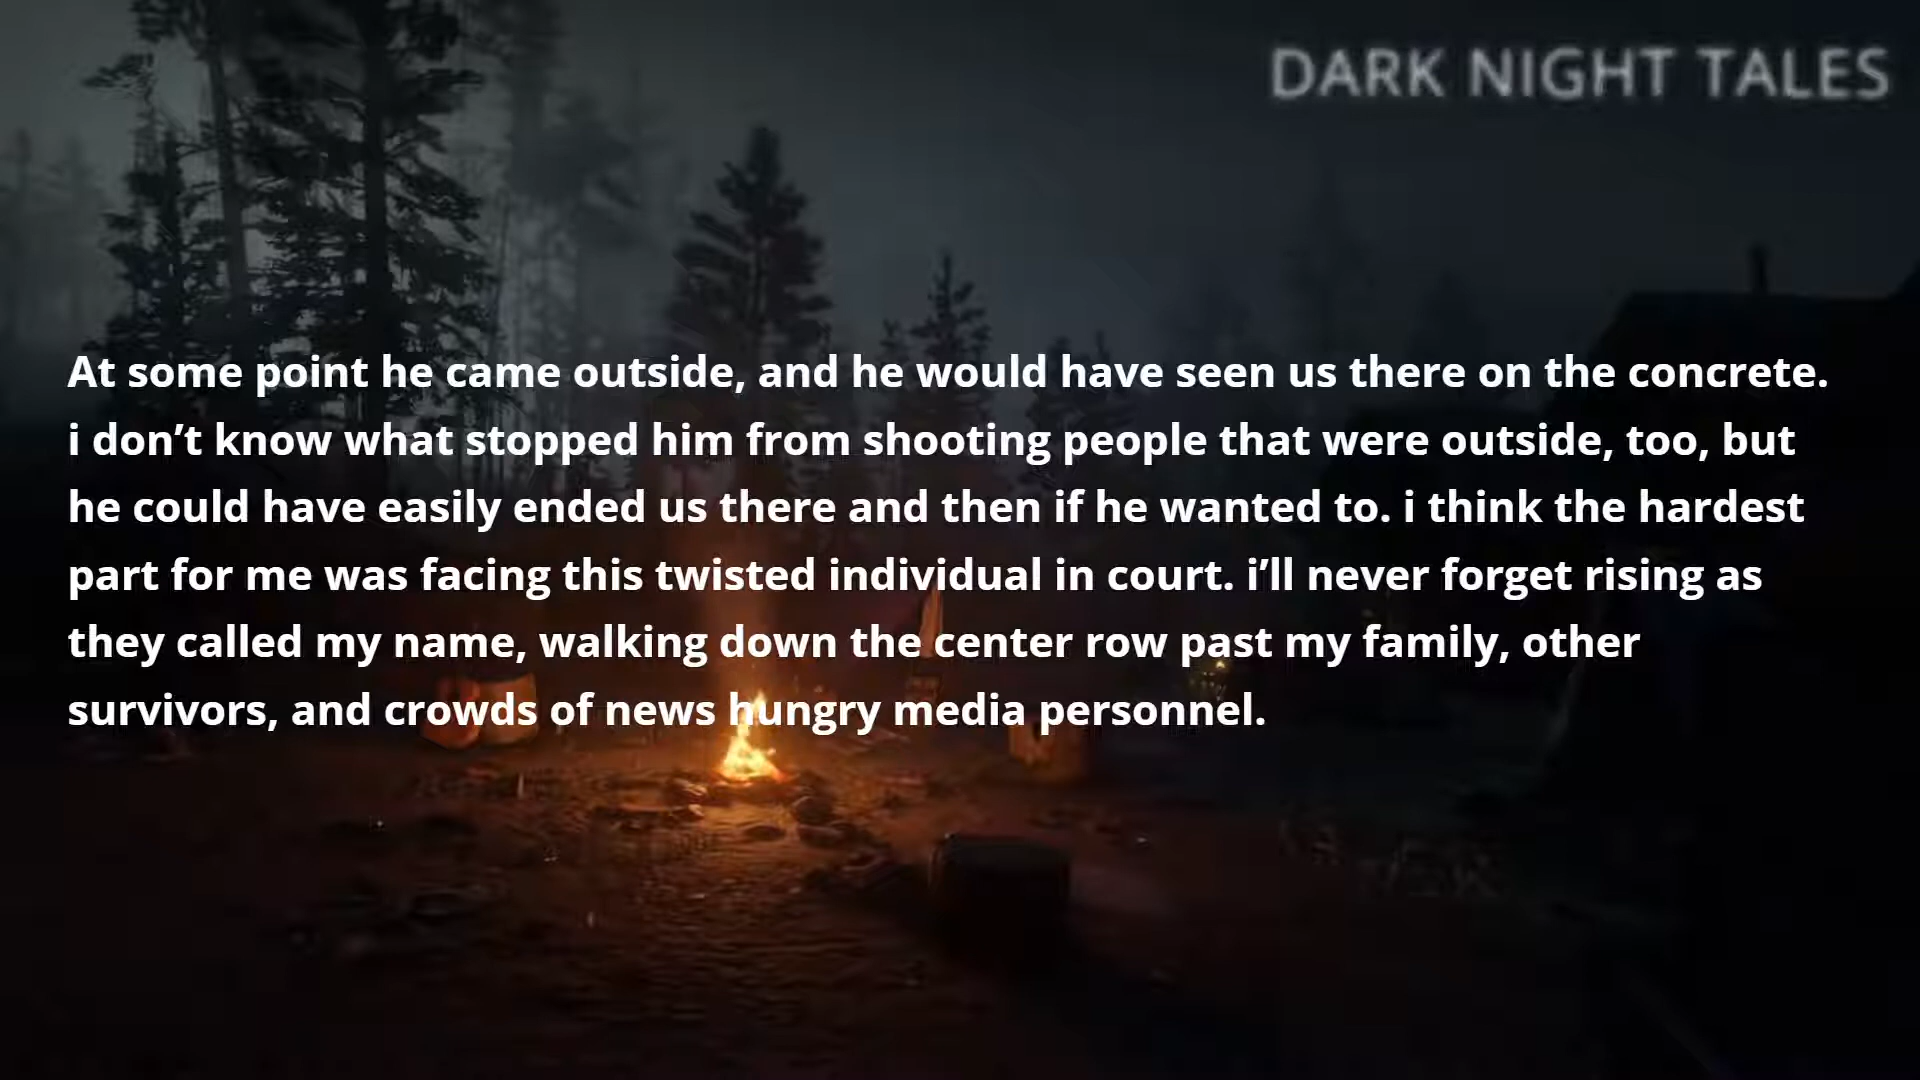 DARK NIGHT TALES
At some point he came outside, and he would have seen us there on the concrete.
i don’t know what stopped him from shooting people that were outside, too, but
he could have easily ended us there and then if he wanted to. i think the hardest
part for me was facing this twisted individual in court. i’ll never forget rising as
they called my name, walking down the center row past my family, other
survivors, and crowds of news hungry media personnel.